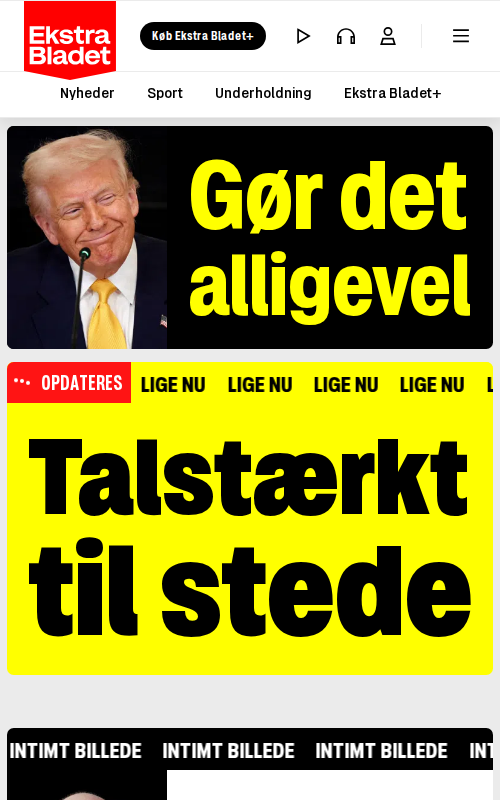 Ekstra
Bladet
Køb Ekstra Bladet+
Nyheder Sport Underholdning Ekstra Bladet+
Gør det
alligevel
OPDATERES LIGE NU LIGE NU LIGE NU LIGE NU L
Talstærkt
til stede
INTIMT BILLEDE INTIMT BILLEDE INTIMT BILLEDE INT